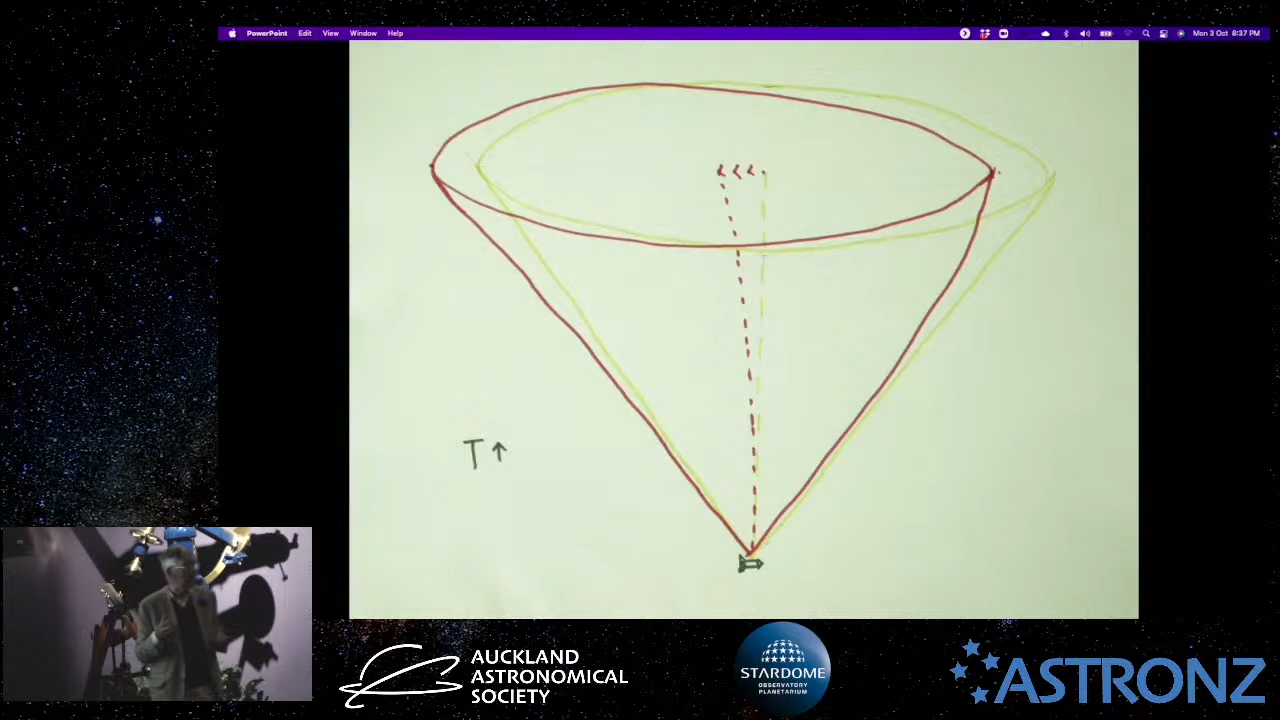 PowerPoint Edit View Window Help
Mon 3 Oct 8:37 PM
T↑
AUCKLAND
ASTRONOMICAL
SOCIETY
STARDOME
OBSERVATORY
PLANETARIUM
ASTRONZ